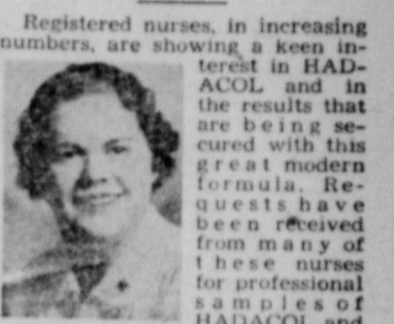 Registered nurses, in increasing
numbers, are showing a keen in-
terest in HAD-
ACOL and in
the results that
are being se-
cured with this
great modern
formula. Re-
quests have
been received
from many of
these nurses
for professional
samples of
HADACOL and